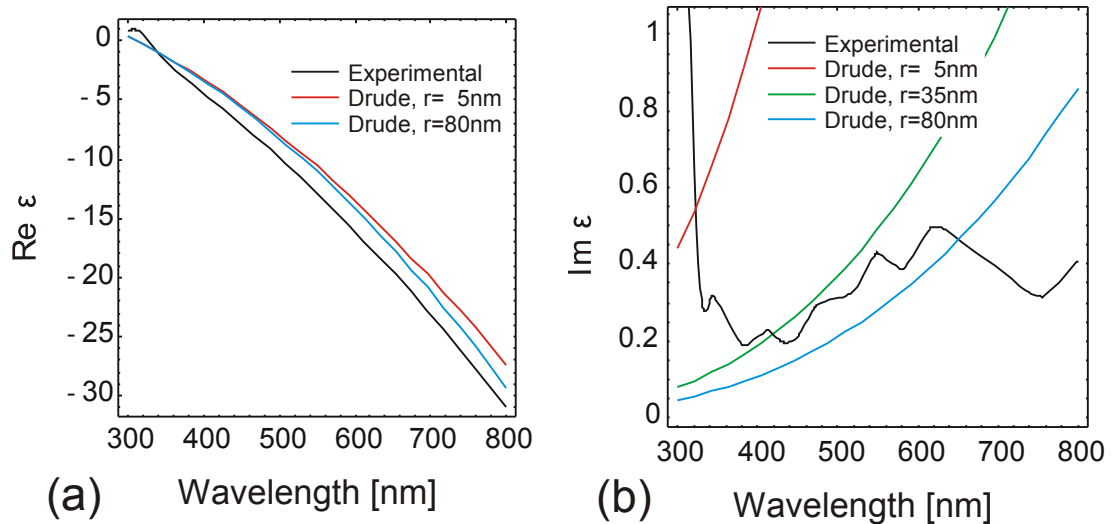 0
- 5
- 10
- 15
- 20
- 25
- 30
Re ε
Experimental
Drude, r= 5nm
Drude, r=80nm
300 400 500 600 700 800
Wavelength [nm]
(a)
1
0.8
0.6
0.4
0.2
0
Im ε
Experimental
Drude, r= 5nm
Drude, r=35nm
Drude, r=80nm
300 400 500 600 700 800
Wavelength [nm]
(b)